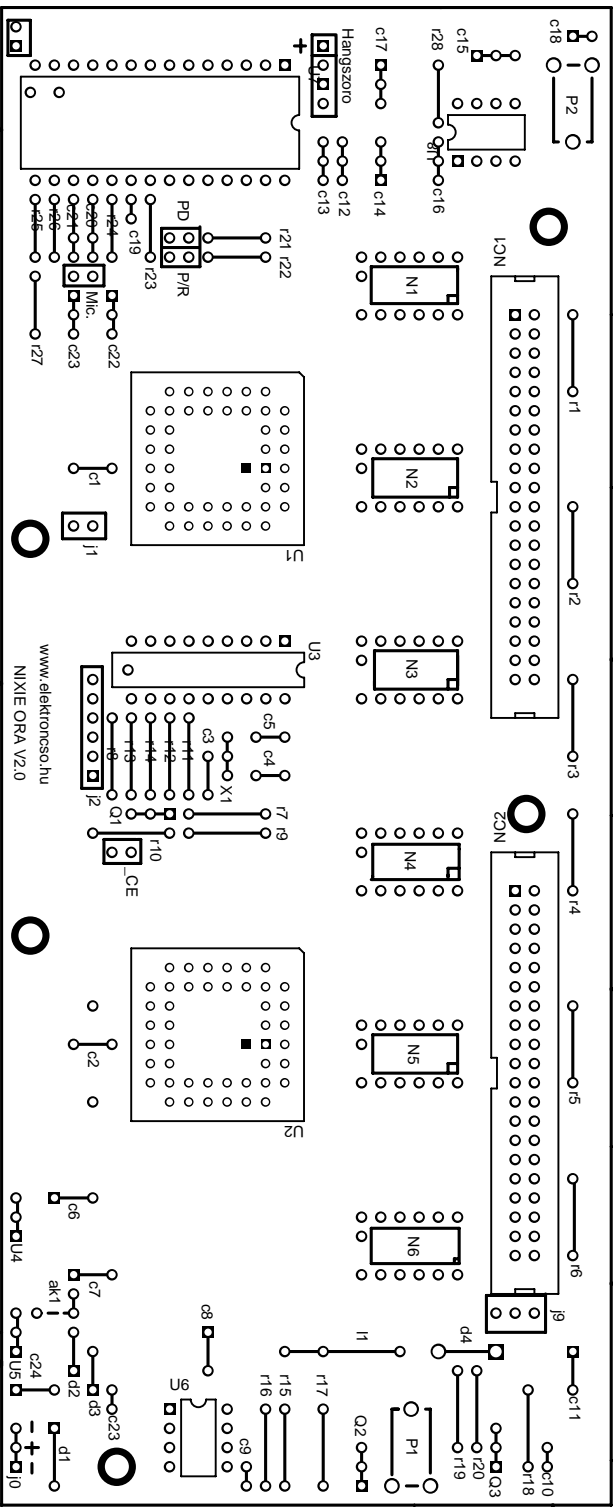 c18
P2
c15
r28
U8
c16
c17
c14
Hangszoro
+
U7
c12
c13
PD
P/R
r21
r22
r23
c19
r24
c20
c21
r26
r25
Mic.
r27
c23
c22
NC1
r1
N1
N2
r2
c1
j1
U1
N3
r3
U3
www.elektroncso.hu
NIXIE ORA V2.0
j2
r8
r13
r14
r12
r11
c3
X1
c5
c4
Q1
r7
r9
r10
_CE
NC2
r4
N4
N5
r5
c2
U2
N6
r6
j9
c6
U4
c7
ak1
U5
c24
d2
d3
c23
d1
j0
− + −
c8
U6
c9
r16
r15
r17
l1
Q2
P1
d4
r19
r20
Q3
r18
c10
c11